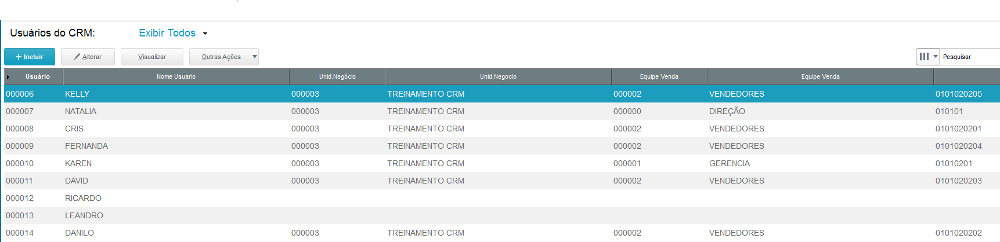 Usuários do CRM: Exibir Todos
+ Incluir Alterar Visualizar Outras Ações Pesquisar
Usuário Nome Usuario Unid.Negócio Unid.Negocio Equipe Venda Equipe Venda
000006 KELLY 000003 TREINAMENTO CRM 000002 VENDEDORES 0101020205
000007 NATALIA 000003 TREINAMENTO CRM 000000 DIREÇÃO 010101
000008 CRIS 000003 TREINAMENTO CRM 000002 VENDEDORES 0101020201
000009 FERNANDA 000003 TREINAMENTO CRM 000002 VENDEDORES 0101020204
000010 KAREN 000003 TREINAMENTO CRM 000001 GERENCIA 01010201
000011 DAVID 000003 TREINAMENTO CRM 000002 VENDEDORES 0101020203
000012 RICARDO
000013 LEANDRO
000014 DANILO 000003 TREINAMENTO CRM 000002 VENDEDORES 0101020202